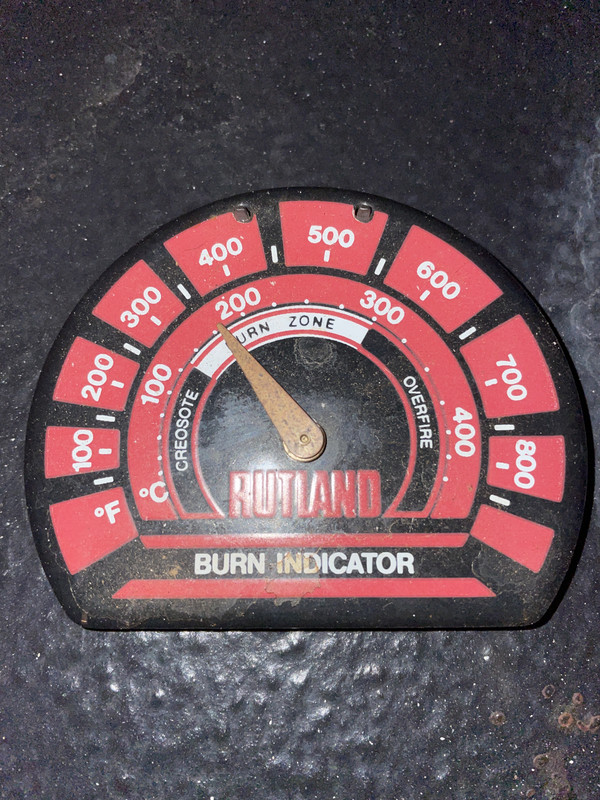 500
400
600
300
700
200
100
800
°F
200
300
100
400
°C
URN ZONE
CREOSOTE
OVERFIRE
RUTLAND
BURN INDICATOR